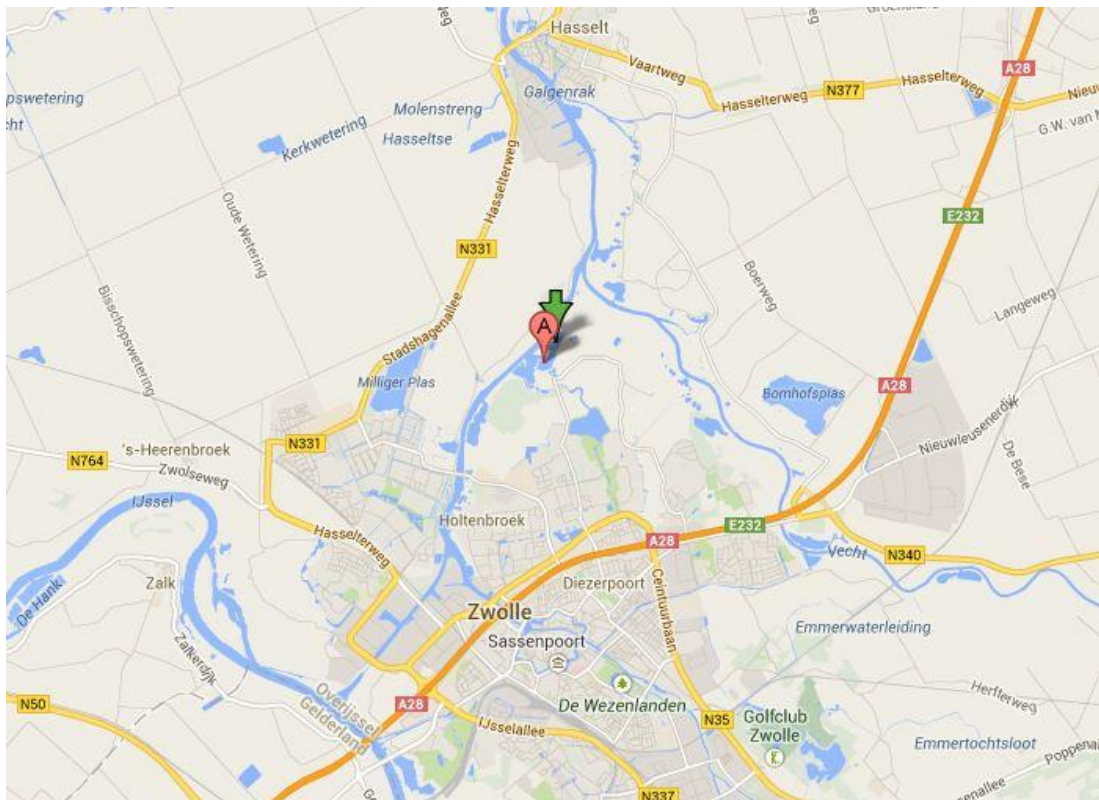 Hasselt
Vaartweg
Hasselterweg
N377
Hasselterweg
A28
G.W. van
Galgenrak
Molenstreng
Hasseltse
Kerkwetering
pswetering
Hasselterweg
Oude Wetering
N331
E232
Boerweg
Langeweg
Bisschopswetering
Stadshagenallee
A
Milliger Plas
Bomhofsplas
A28
's-Heerenbroek
N331
N764
Zwolseweg
Nieuwleusenerdijk
De Bese
IJssel
Hasselterweg
Holtenbroek
E232
A28
Vecht
N340
De Hank
Zalk
Diezerpoort
Ceintuurbaan
Zwolle
Sassenpoort
Emmerwaterleiding
Zalkerdijk
De Wezenlanden
Herfterweg
Overijssel
Gelderland
N50
A28
IJsselallee
N35
Golfclub
Zwolle
Emmertochtsloot
Poppenallee
N337